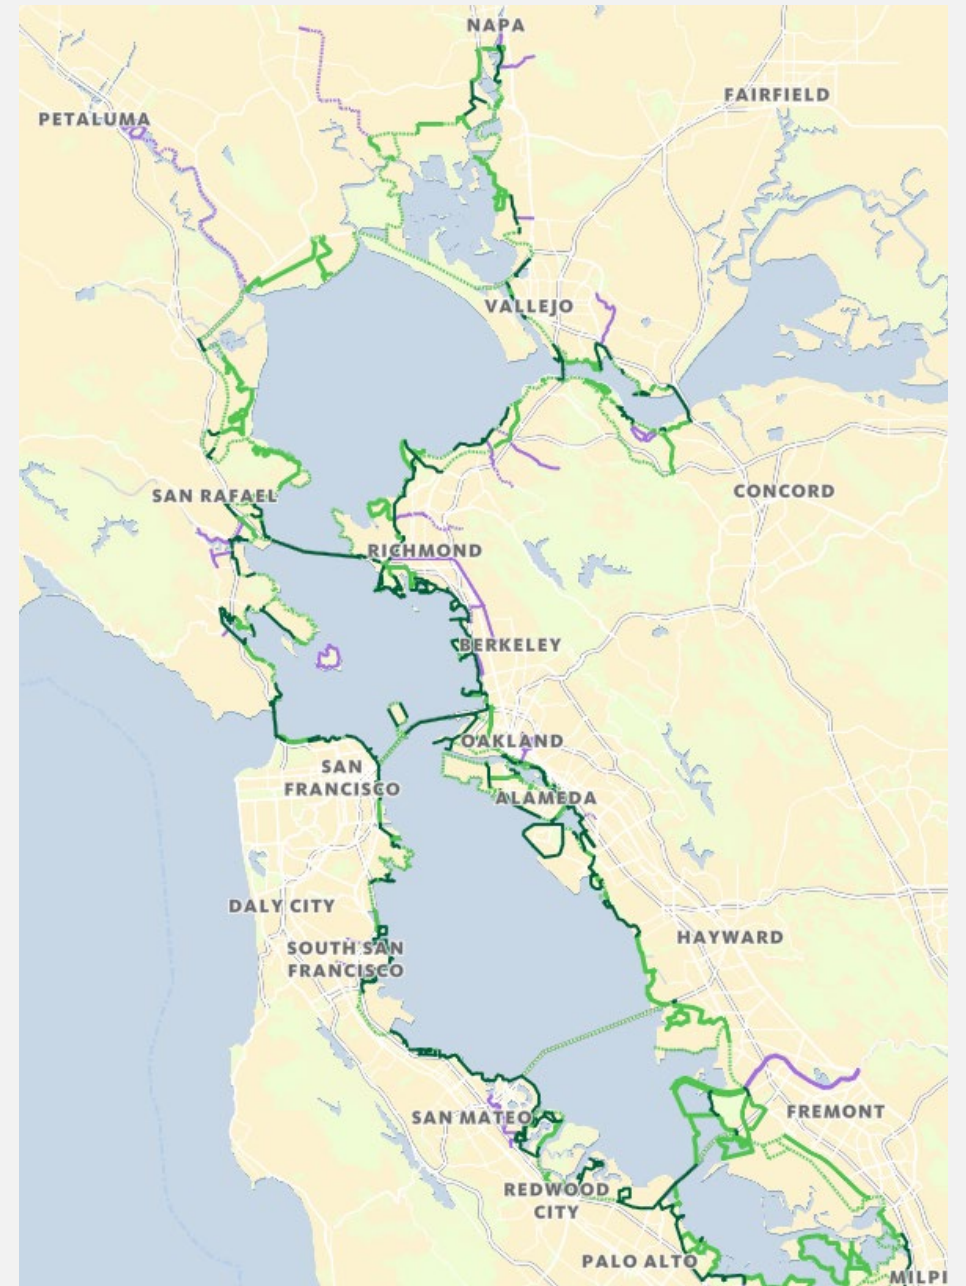 NAPA
FAIRFIELD
PETALUMA
VALLEJO
CONCORD
SAN RAFAEL
RICHMOND
BERKELEY
OAKLAND
SAN
FRANCISCO
ALAMEDA
DALY CITY
HAYWARD
SOUTH SAN
FRANCISCO
FREMONT
SAN MATEO
REDWOOD
CITY
PALO ALTO
MILPI